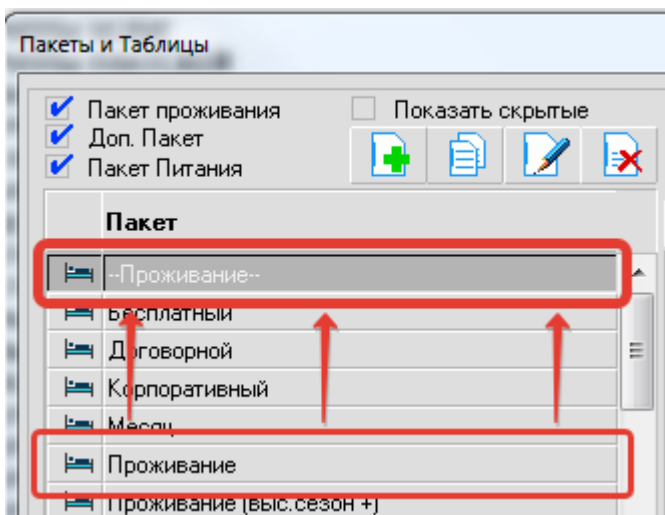 Пакеты и Таблицы
Пакет проживания
Показать скрытые
Доп. Пакет
Пакет Питания
Пакет
--Проживание--
Бесплатный
Договорной
Корпоративный
Месяц
Проживание
Проживание (выс.сезон +)